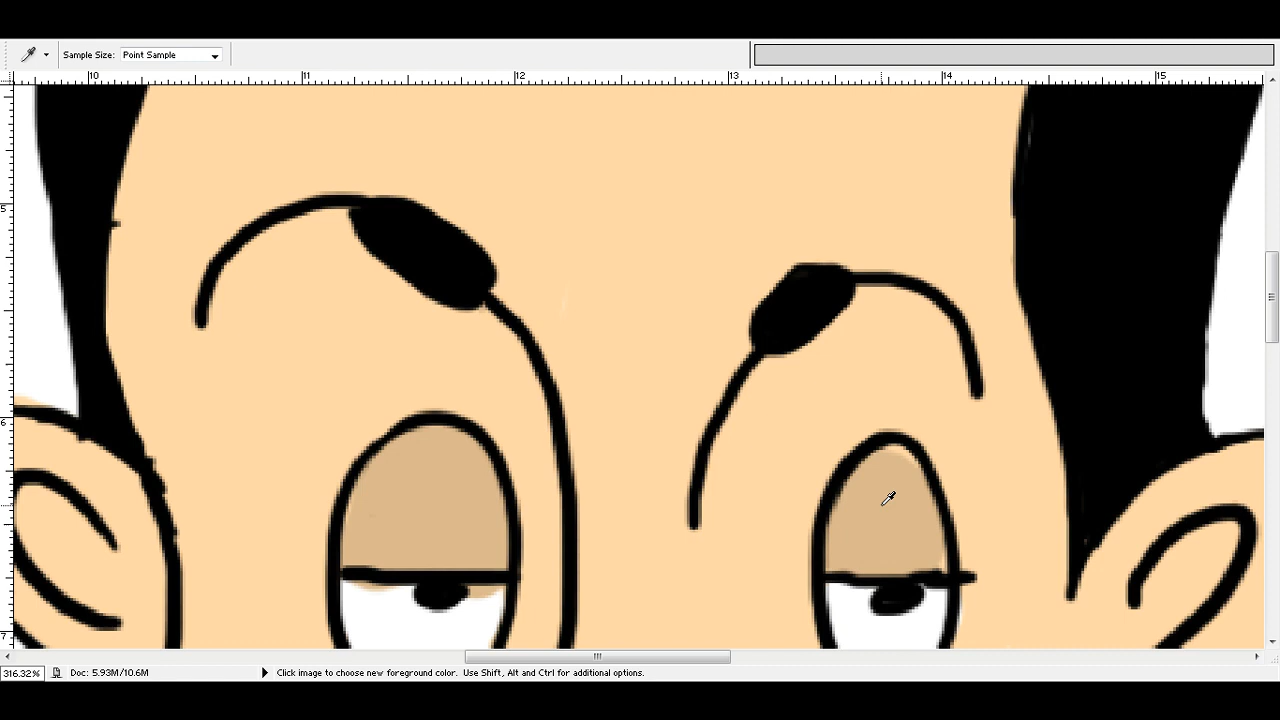 Sample Size: Point Sample
10 11 12 13 14 15
5
6
7
316.32% Doc: 5.93M/10.6M Click image to choose new foreground color. Use Shift, Alt and Ctrl for additional options.